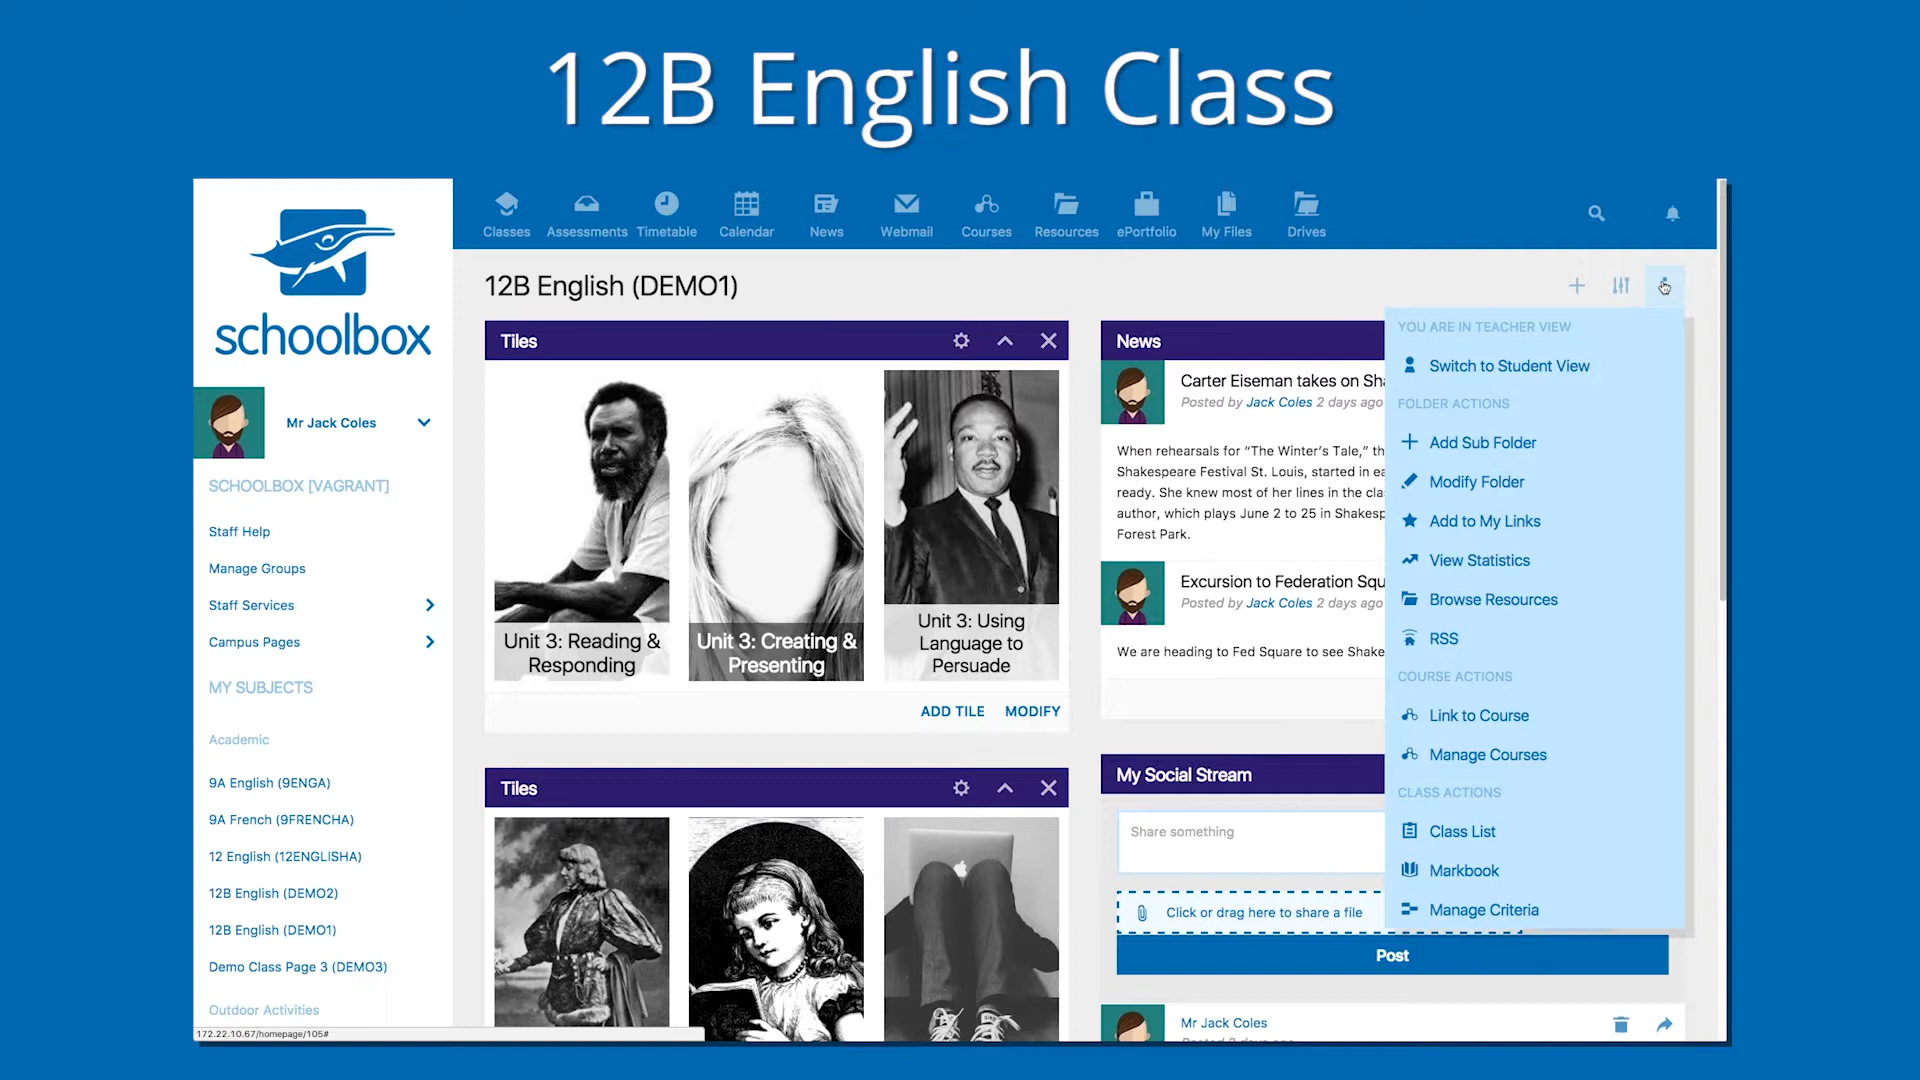 12B English Class
schoolbox
Classes
Assessments
Timetable
Calendar
News
Webmail
Courses
Resources
ePortfolio
My Files
Drives
Mr Jack Coles
SCHOOLBOX [VAGRANT]
Staff Help
Manage Groups
Staff Services
Campus Pages
MY SUBJECTS
Academic
9A English (9ENGA)
9A French (9FRENCHA)
12 English (12ENGLISHA)
12B English (DEMO2)
12B English (DEMO1)
Demo Class Page 3 (DEMO3)
Outdoor Activities
172.22.10.67/homepage/105#
12B English (DEMO1)
Tiles
Unit 3: Reading &
Responding
Unit 3: Creating &
Presenting
Unit 3: Using
Language to
Persuade
ADD TILE
MODIFY
Tiles
News
Carter Eiseman takes on Sha
Posted by Jack Coles 2 days ago
When rehearsals for “The Winter’s Tale,” th
Shakespeare Festival St. Louis, started in ea
ready. She knew most of her lines in the cla
author, which plays June 2 to 25 in Shakesp
Forest Park.
Excursion to Federation Squ
Posted by Jack Coles 2 days ago
We are heading to Fed Square to see Shake
My Social Stream
Share something
Click or drag here to share a file
Post
Mr Jack Coles
Posted 2 days ago
YOU ARE IN TEACHER VIEW
Switch to Student View
FOLDER ACTIONS
Add Sub Folder
Modify Folder
Add to My Links
View Statistics
Browse Resources
RSS
COURSE ACTIONS
Link to Course
Manage Courses
CLASS ACTIONS
Class List
Markbook
Manage Criteria